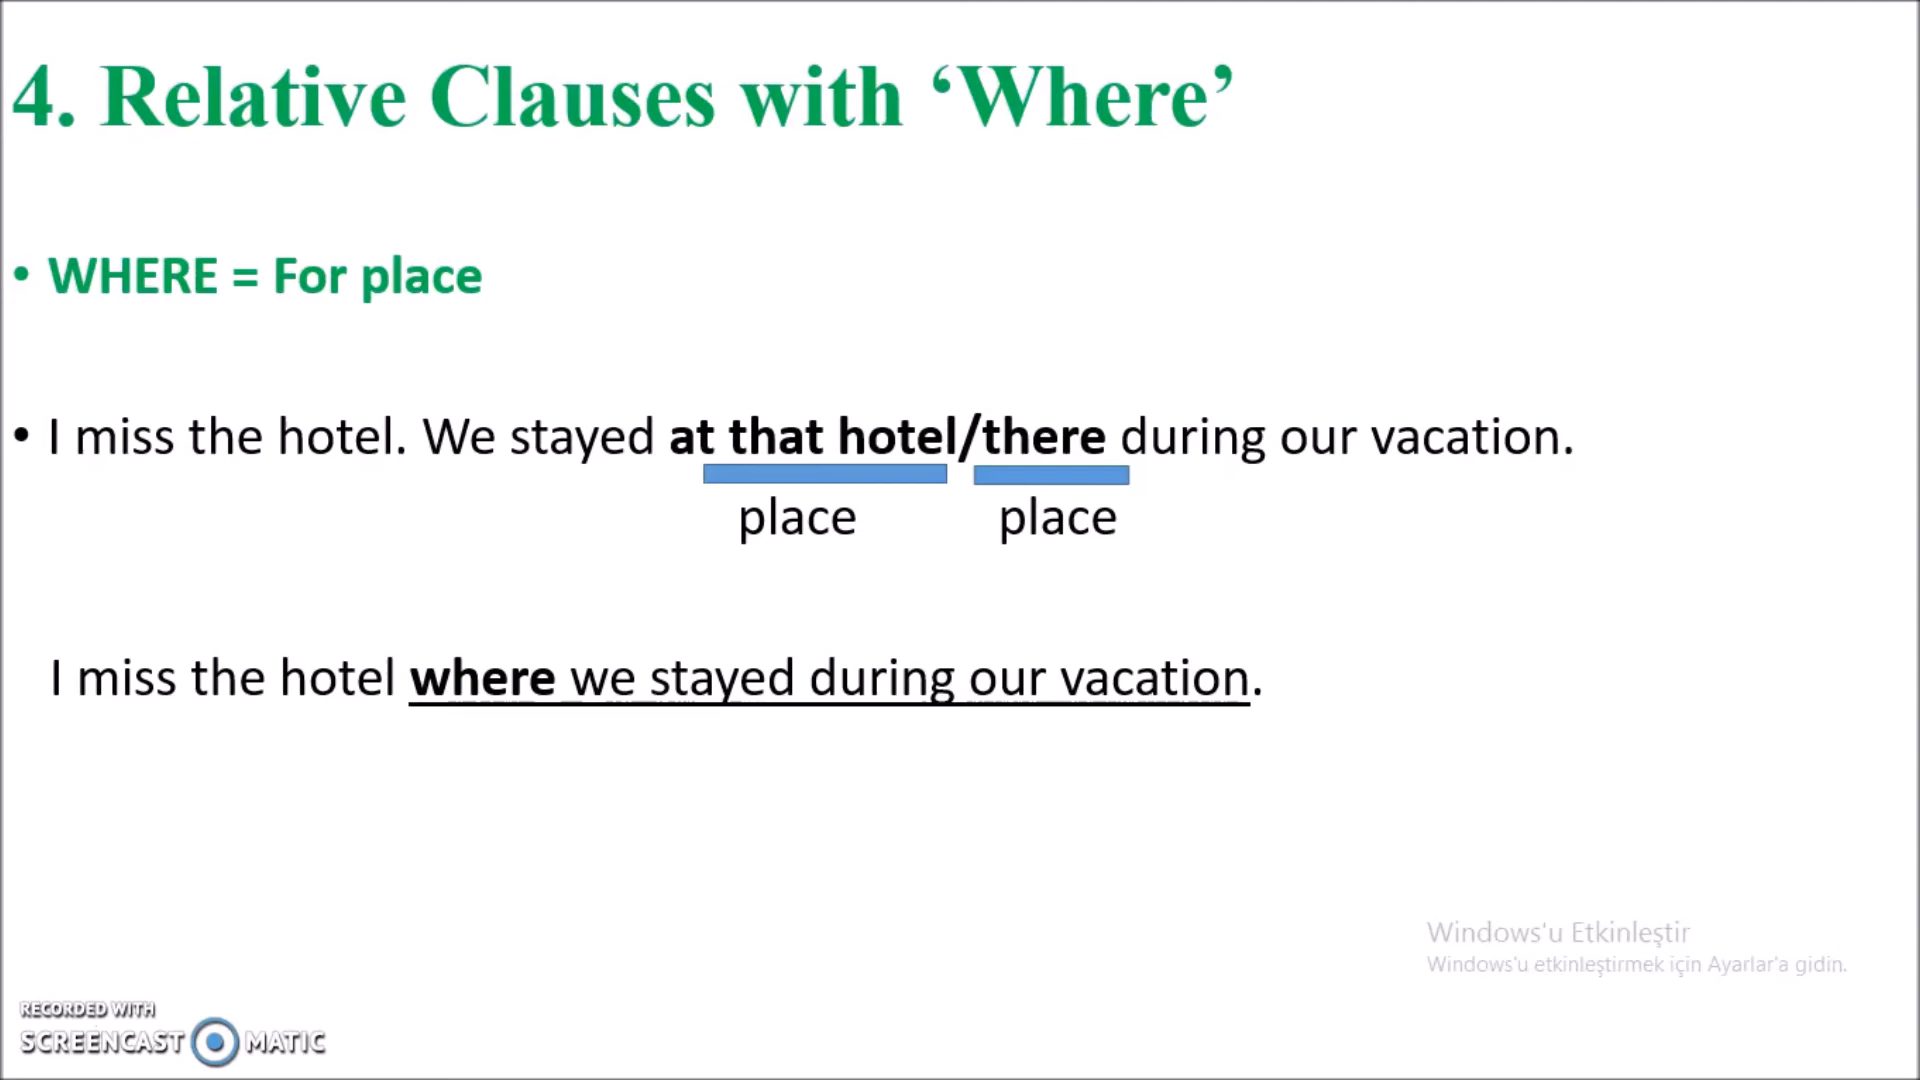 4. Relative Clauses with ‘Where’
• WHERE = For place
• I miss the hotel. We stayed at that hotel/there during our vacation.
place place
I miss the hotel where we stayed during our vacation.
Windows'u Etkinleştir
Windows'u etkinleştirmek için Ayarlar'a gidin.
RECORDED WITH
SCREENCAST MATIC